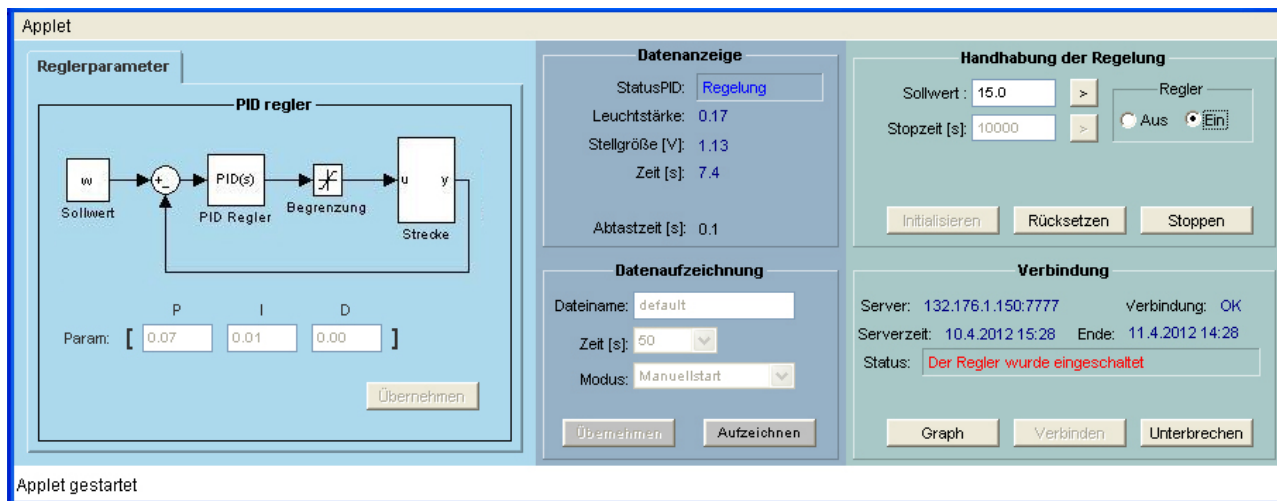 Applet
Reglerparameter
PID regler
w
Sollwert
+
-
PID(s)
PID Regler
Begrenzung
u y
Strecke
P I D
Param: [ 0.07 0.01 0.00 ]
Übernehmen
Datenanzeige
StatusPID: Regelung
Leuchtstärke: 0.17
Stellgröße [V]: 1.13
Zeit [s]: 7.4
Abtastzeit [s]: 0.1
Datenaufzeichnung
Dateiname: default
Zeit [s]: 50
Modus: Manuellstart
Übernehmen Aufzeichnen
Handhabung der Regelung
Sollwert : 15.0 >
Stopzeit [s]: 10000 >
Regler
Aus Ein
Initialisieren Rücksetzen Stoppen
Verbindung
Server: 132.176.1.150:7777 Verbindung: OK
Serverzeit: 10.4.2012 15:28 Ende: 11.4.2012 14:28
Status: Der Regler wurde eingeschaltet
Graph Verbinden Unterbrechen
Applet gestartet